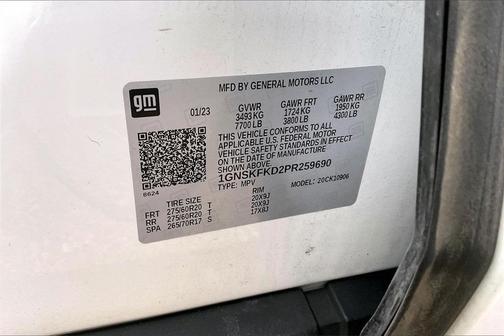 gm
MFD BY GENERAL MOTORS LLC
01/23 GVWR GAWR FRT GAWR RR
3493 KG 1724 KG 1950 KG
7700 LB 3800 LB 4300 LB
THIS VEHICLE CONFORMS TO ALL
APPLICABLE U.S. FEDERAL MOTOR
VEHICLE SAFETY STANDARDS IN EFFECT
ON THE DATE OF MANUFACTURE SHOWN ABOVE.
1GNSKFKD2PR259690
TYPE: MPV MODEL: 20CK10906
8624
TIRE SIZE RIM
FRT 275/60R20 T 20X9J
RR 275/60R20 T 20X9J
SPA 265/70R17 S 17X8J